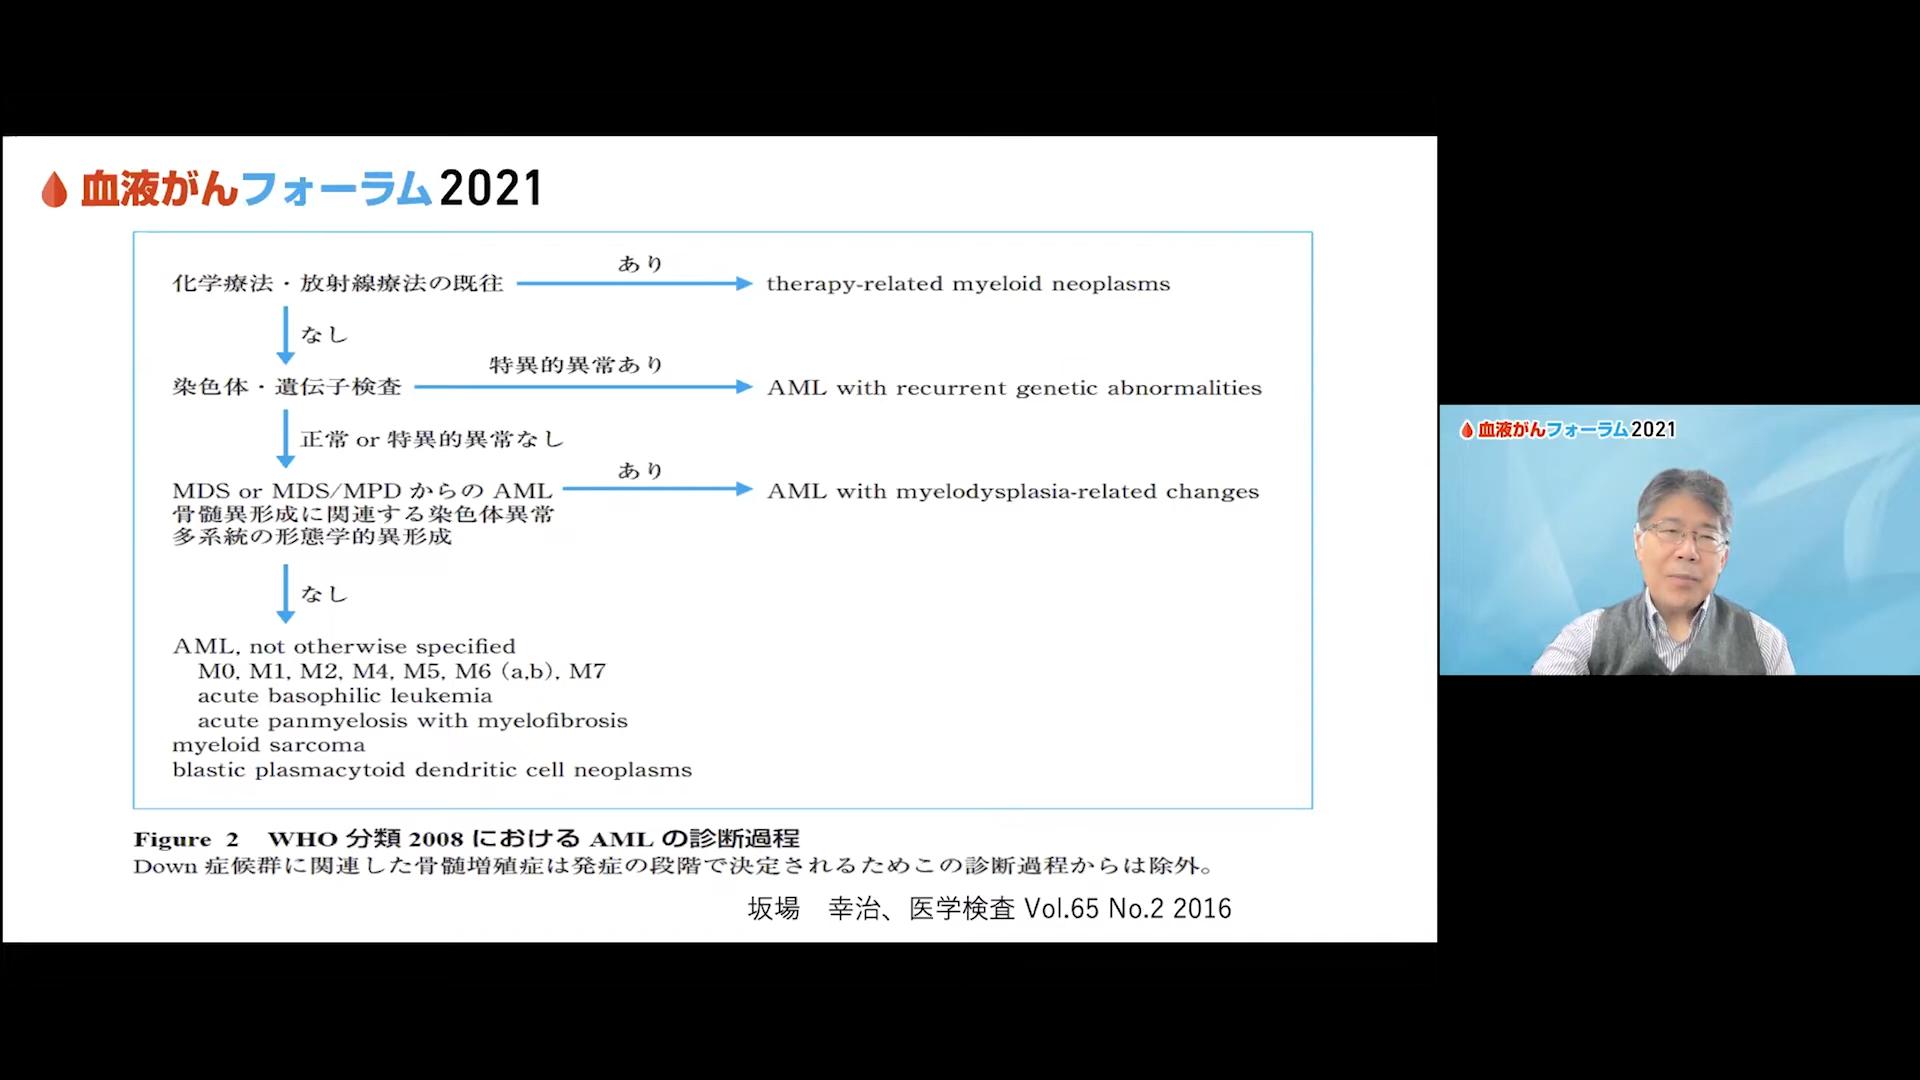 血液がんフォーラム2021
化学療法・放射線療法の既往
あり
therapy-related myeloid neoplasms
なし
染色体・遺伝子検査
特異的異常あり
AML with recurrent genetic abnormalities
正常 or 特異的異常なし
MDS or MDS/MPD からの AML
骨髄異形成に関連する染色体異常
多系統の形態学的異形成
あり
AML with myelodysplasia-related changes
なし
AML, not otherwise specified
M0, M1, M2, M4, M5, M6 (a,b), M7
acute basophilic leukemia
acute panmyelosis with myelofibrosis
myeloid sarcoma
blastic plasmacytoid dendritic cell neoplasms
Figure 2 WHO 分類 2008 における AML の診断過程
Down 症候群に関連した骨髄増殖症は発症の段階で決定されるためこの診断過程からは除外。
坂場　幸治、医学検査 Vol.65 No.2 2016
血液がんフォーラム2021